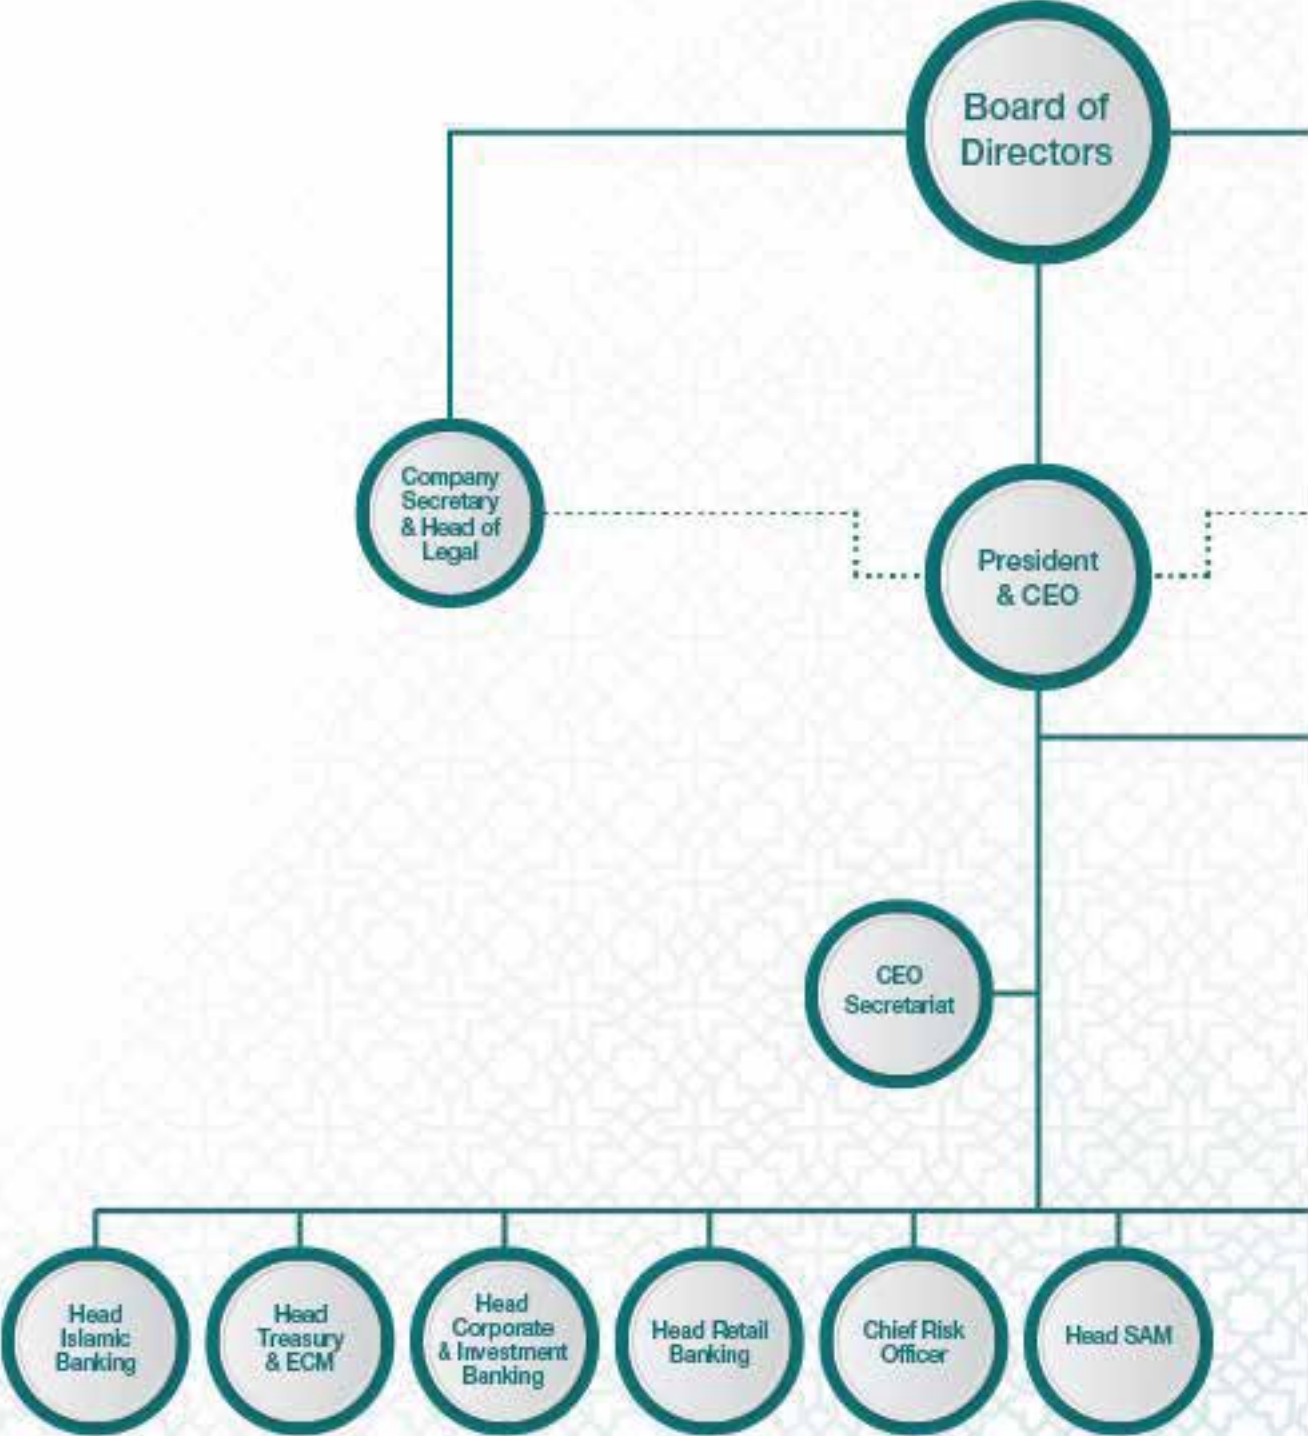 Board of
Directors
Company
Secretary
& Head of
Legal
President
& CEO
CEO
Secretariat
Head
Islamic
Banking
Head
Treasury
& ECM
Head
Corporate
& Investment
Banking
Head Retail
Banking
Chief Risk
Officer
Head SAM